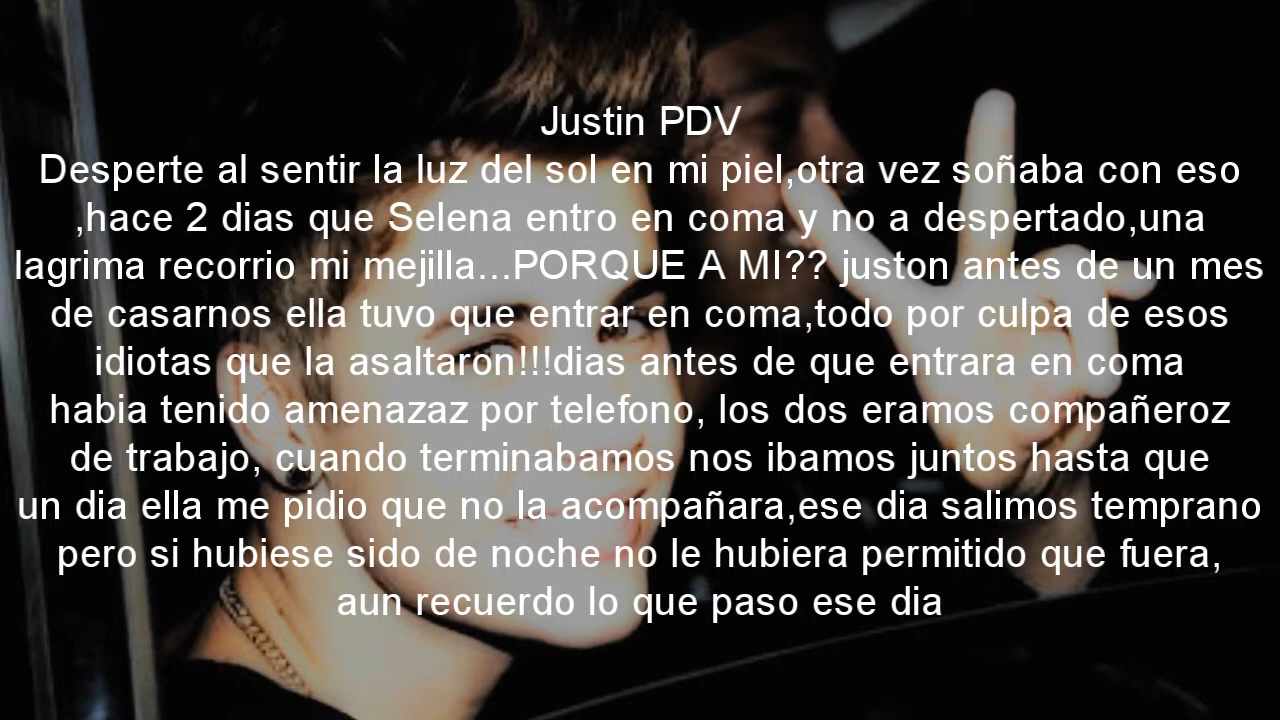 Justin PDV
Desperte al sentir la luz del sol en mi piel,otra vez soñaba con eso
,hace 2 dias que Selena entro en coma y no a despertado,una
lagrima recorrio mi mejilla...PORQUE A MI?? juston antes de un mes
de casarnos ella tuvo que entrar en coma,todo por culpa de esos
idiotas que la asaltaron!!!dias antes de que entrara en coma
habia tenido amenazaz por telefono, los dos eramos compañeroz
de trabajo, cuando terminabamos nos ibamos juntos hasta que
un dia ella me pidio que no la acompañara,ese dia salimos temprano
pero si hubiese sido de noche no le hubiera permitido que fuera,
aun recuerdo lo que paso ese dia